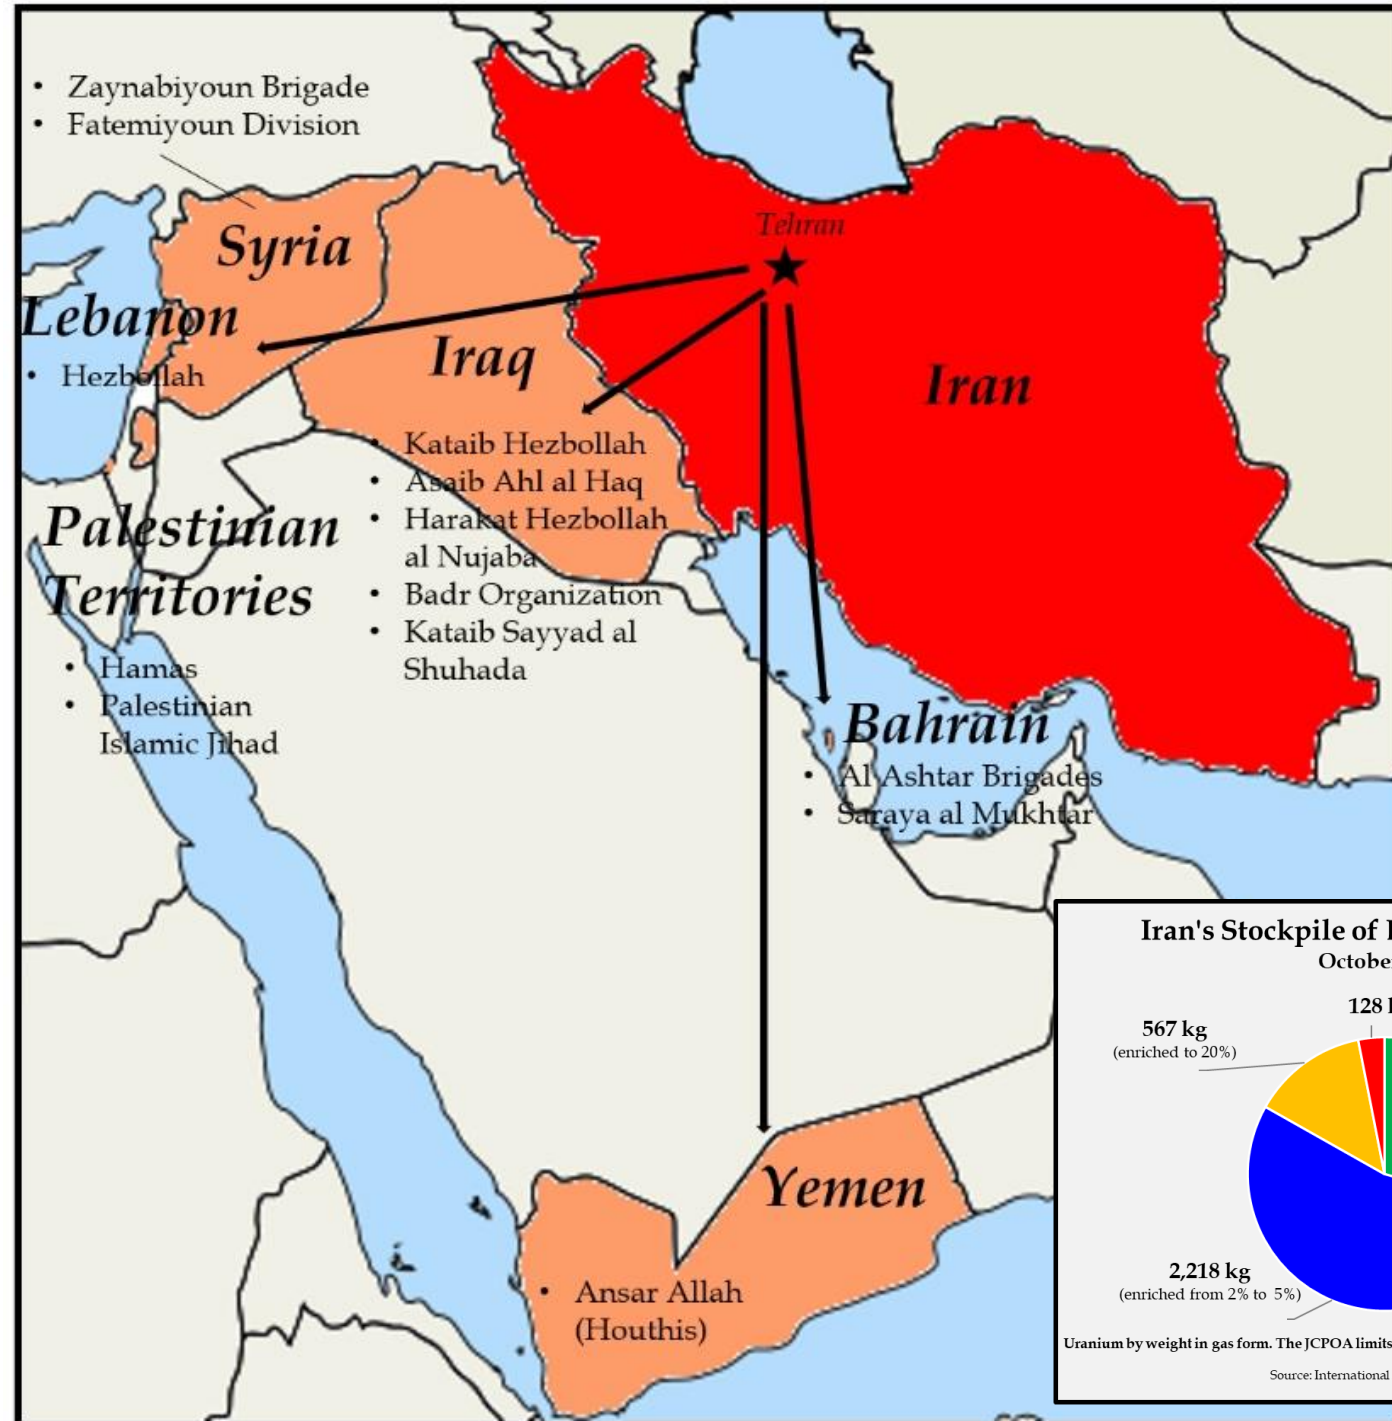 • Zaynabiyoun Brigade
• Fatemiyoun Division
Tehran
Syria
Lebanon
• Hezbollah
Iraq
Iran
• Kataib Hezbollah
• Asaib Ahl al Haq
• Harakat Hezbollah
al Nujaba
• Badr Organization
• Kataib Sayyad al
Shuhada
Palestinian
Territories
• Hamas
• Palestinian
Islamic Jihad
Bahrain
• Al Ashtar Brigades
• Saraya al Mukhtar
Yemen
• Ansar Allah
(Houthis)
Iran's Stockpile of
October
128
567 kg
(enriched to 20%)
2,218 kg
(enriched from 2% to 5%)
Uranium by weight in gas form. The JCPOA limits
Source: International